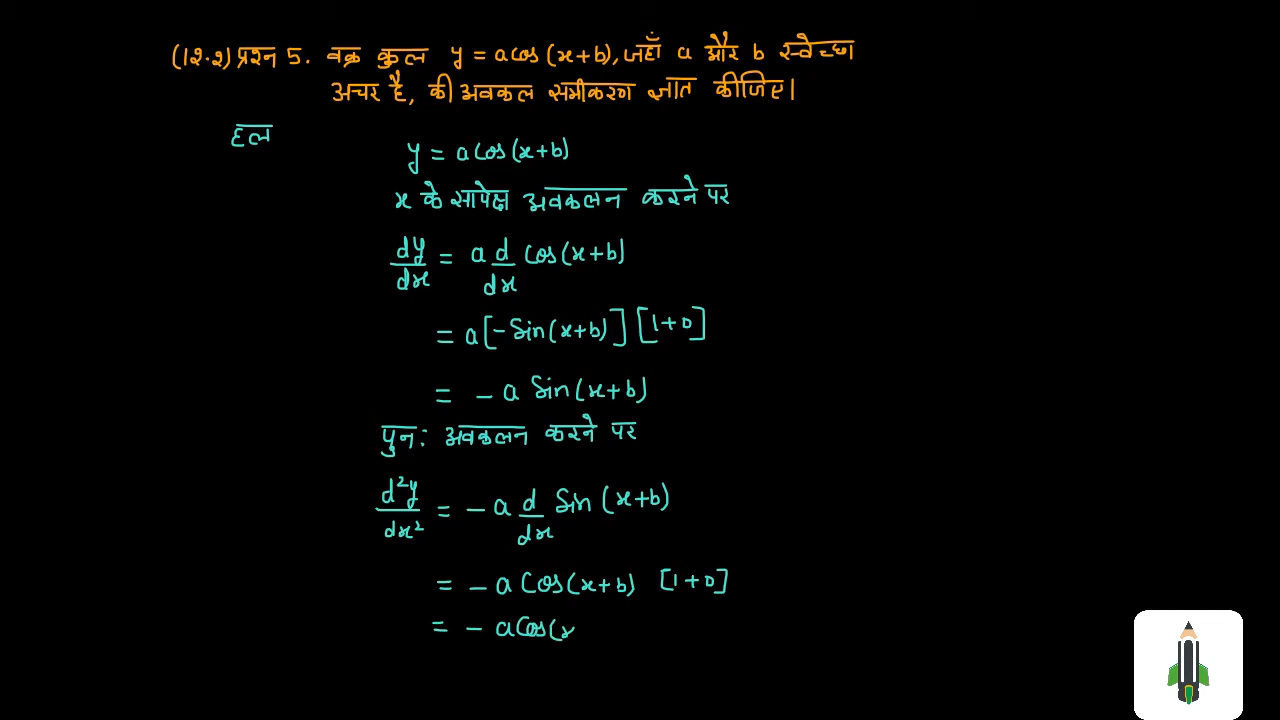 (12.2) प्रश्न 5. वक्र कुल y = a cos (x+b), जहाँ a और b स्वेच्छ
अचर है, की अवकल समीकरण ज्ञात कीजिए।
हल
y = a Cos(x+b)
x के सापेक्ष अवकलन करने पर
dy/dx = a d/dx Cos(x+b)
= a[-Sin(x+b)] [1+0]
= - a Sin(x+b)
पुन: अवकलन करने पर
d²y/dx² = - a d/dx Sin (x+b)
= - a Cos(x+b) [1+0]
= - a Cos(x